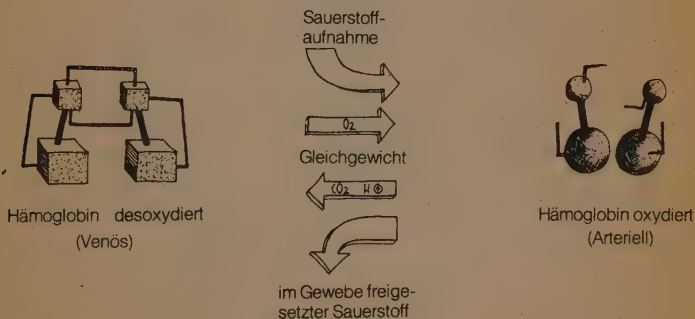 Sauerstoff-
aufnahme
O₂
Gleichgewicht
CO₂ H⊕
Hämoglobin desoxydiert
(Venös)
Hämoglobin oxydiert
(Arteriell)
im Gewebe freige-
setzter Sauerstoff